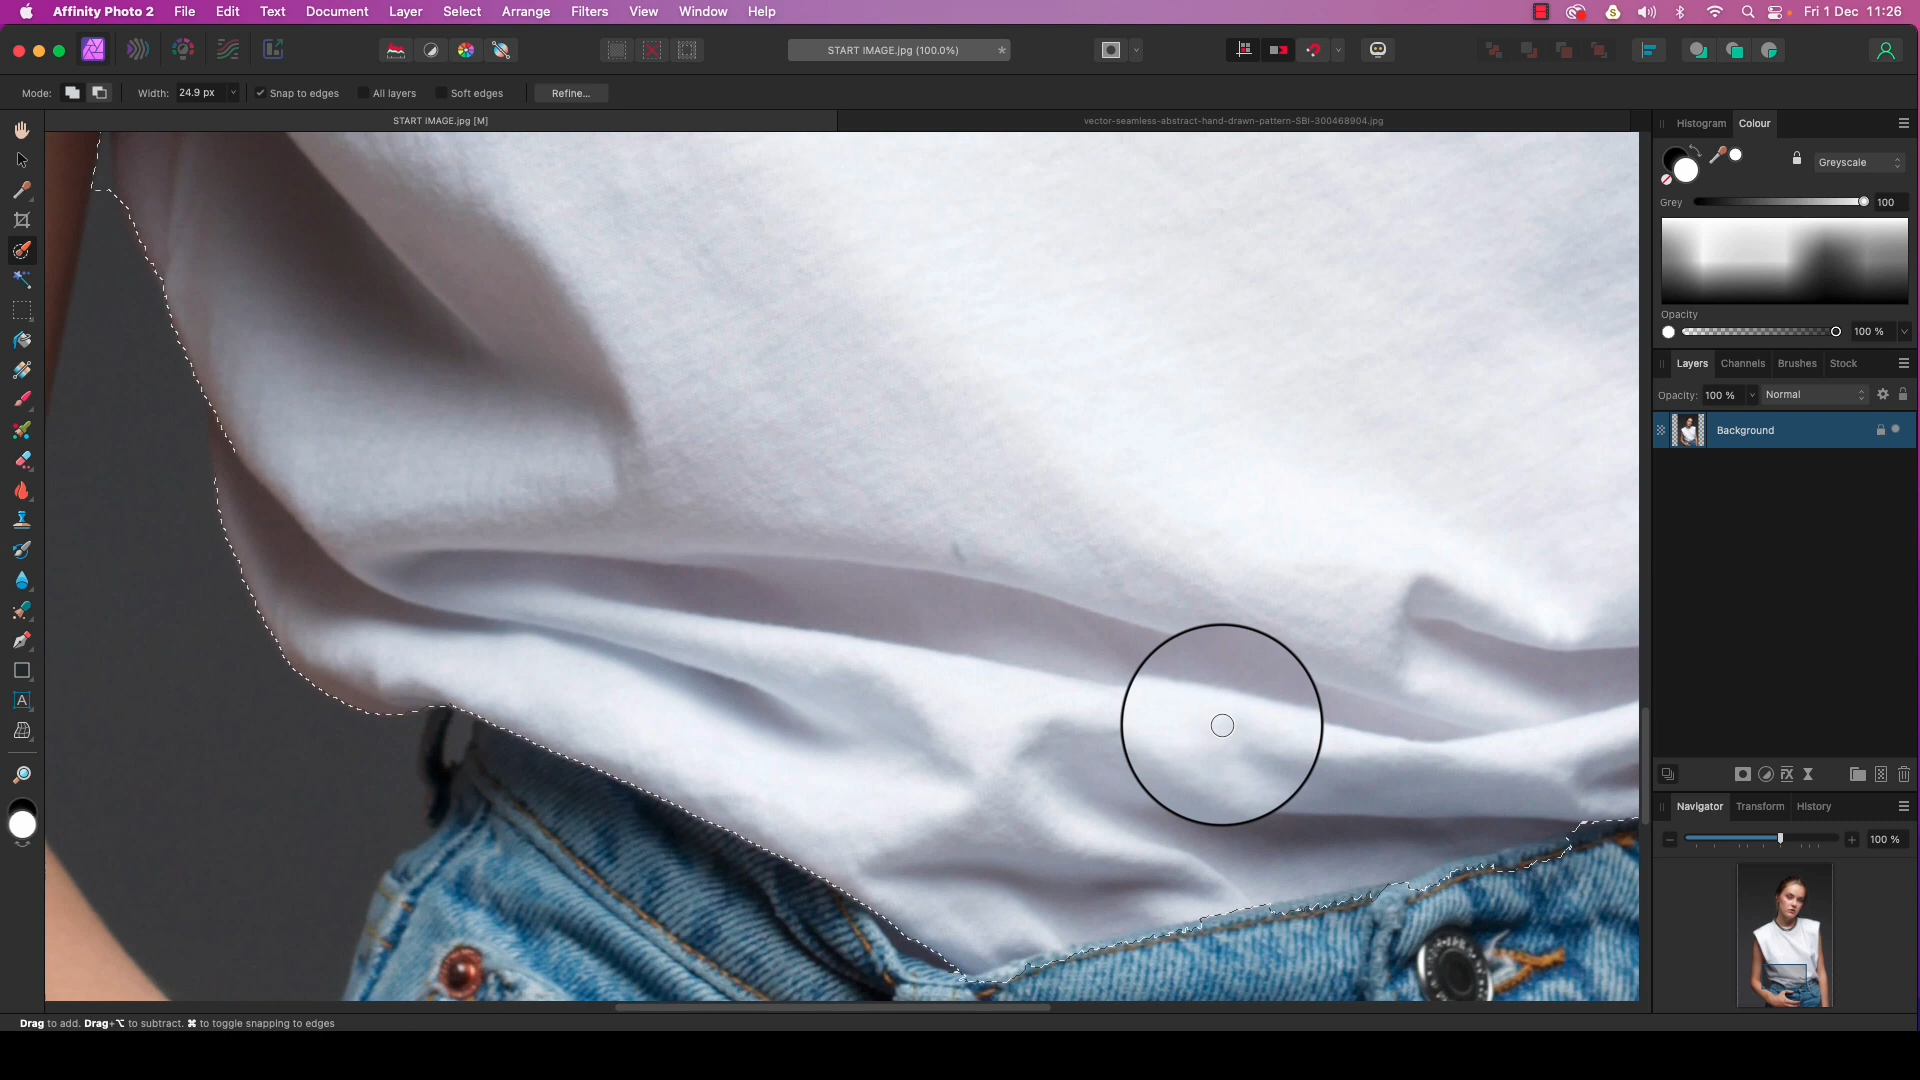 Affinity Photo 2 File Edit Text Document Layer Select Arrange Filters View Window Help Fri 1 Dec 11:26
START IMAGE.jpg (100.0%) *
Mode: Width: 24.9 px Snap to edges All layers Soft edges Refine...
START IMAGE.jpg [M] vector-seamless-abstract-hand-drawn-pattern-SBI-300468904.jpg
Histogram Colour
Greyscale
Grey 100
Opacity
100 %
Layers Channels Brushes Stock
Opacity: 100 % Normal
Background
Navigator Transform History
100 %
Drag to add. Drag+⌥ to subtract. ⌘ to toggle snapping to edges